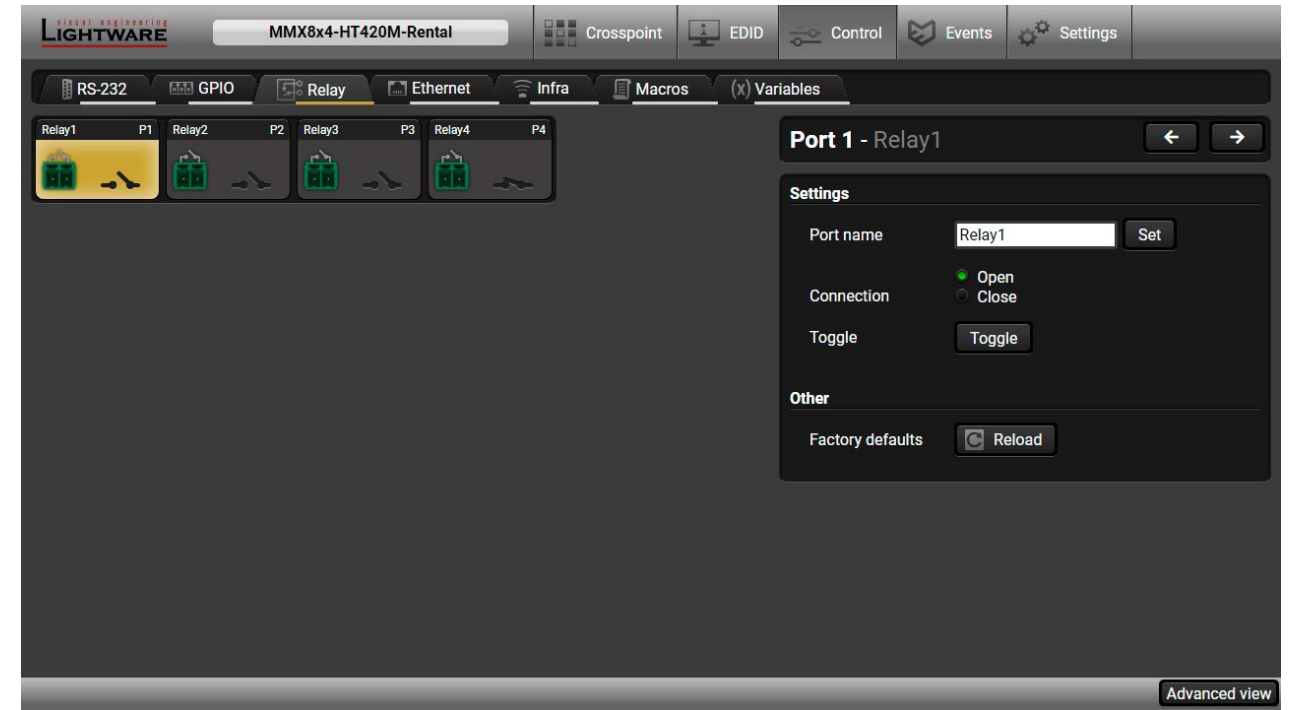 visual engineering
LIGHTWARE
MMX8x4-HT420M-Rental
Crosspoint
EDID
Control
Events
Settings
RS-232
GPIO
Relay
Ethernet
Infra
Macros
(X) Variables
Relay1 P1
Relay2 P2
Relay3 P3
Relay4 P4
Port 1 - Relay1
Settings
Port name Relay1 Set
Open
Connection Close
Toggle Toggle
Other
Factory defaults Reload
Advanced view